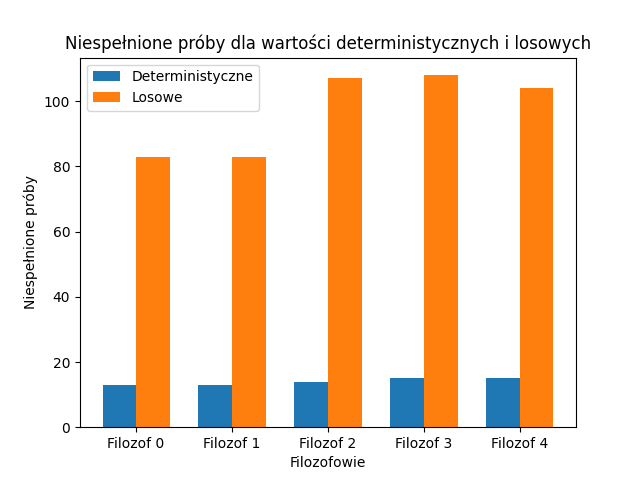 Niespełnione próby dla wartości deterministycznych i losowych
Deterministyczne
Losowe
Niespełnione próby
100
80
60
40
20
0
Filozof 0 Filozof 1 Filozof 2 Filozof 3 Filozof 4
Filozofowie